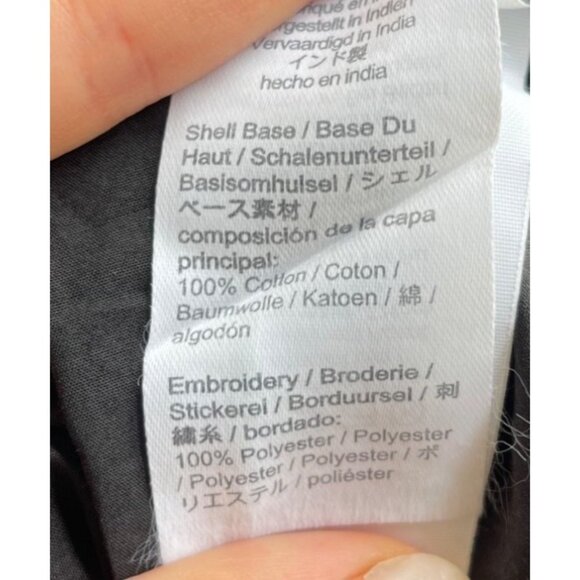 gestellt in Indien
Vervaardigd in India
インド製
hecho en india
Shell Base / Base Du
Haut / Schalenunterteil /
Basisomhulsel / シェル
ベース素材 /
composición de la capa
principal:
100% Cotton / Coton /
Baumwolle / Katoen / 綿 /
algodón
Embroidery / Broderie /
Stickerei / Borduursel / 刺
繍糸 / bordado:
100% Polyester / Polyester
/ Polyester / Polyester / ポ
リエステル / poliéster